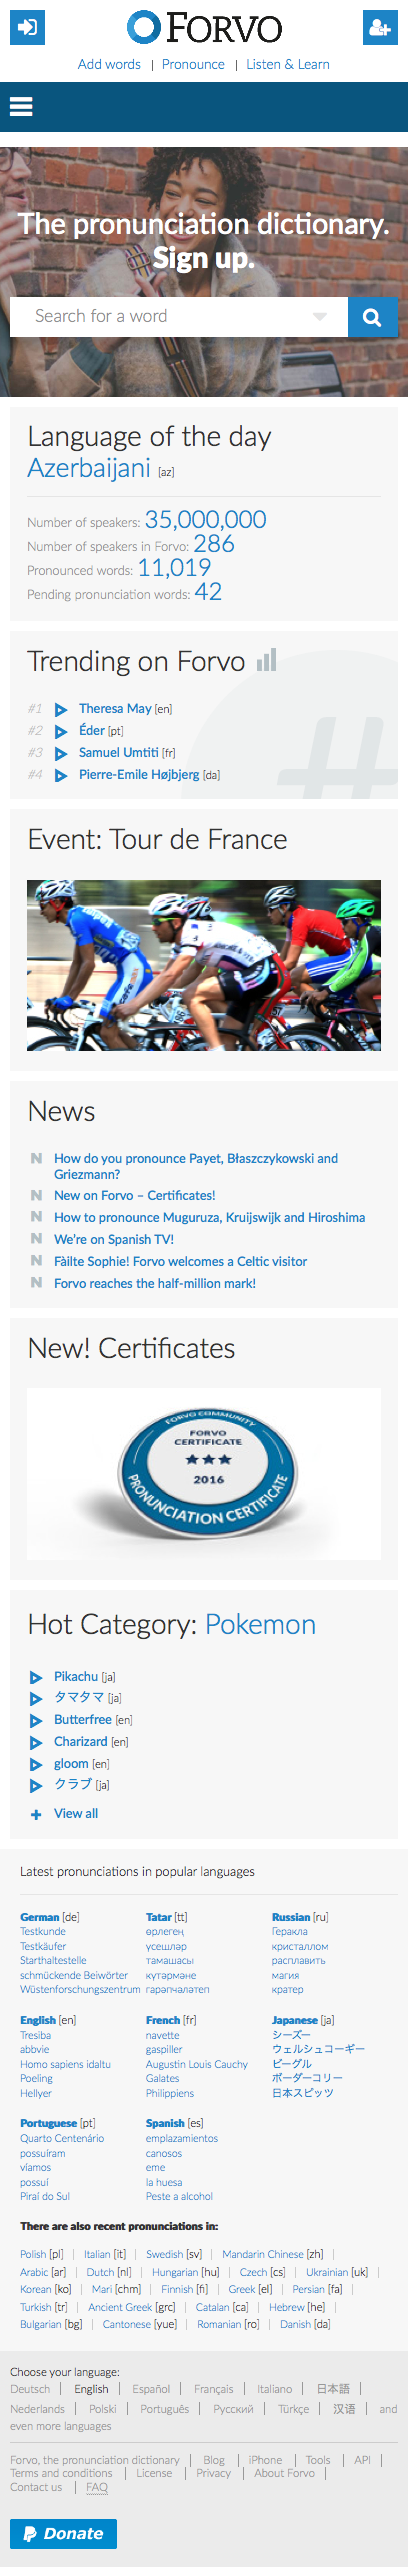 FORVO
Add words | Pronounce | Listen & Learn
The pronunciation dictionary.
Sign up.
Search for a word
Language of the day
Azerbaijani [az]
Number of speakers: 35,000,000
Number of speakers in Forvo: 286
Pronounced words: 11,019
Pending pronunciation words: 42
Trending on Forvo
#1 Theresa May [en]
#2 Éder [pt]
#3 Samuel Umtiti [fr]
#4 Pierre-Emile Højbjerg [da]
#
Event: Tour de France
News
N How do you pronounce Payet, Błaszczykowski and
Griezmann?
N New on Forvo – Certificates!
N How to pronounce Muguruza, Kruijswijk and Hiroshima
N We're on Spanish TV!
N Fàilte Sophie! Forvo welcomes a Celtic visitor
N Forvo reaches the half-million mark!
New! Certificates
FORVO COMMUNITY
FORVO
CERTIFICATE
2016
PRONUNCIATION CERTIFICATE
Hot Category: Pokemon
Pikachu [ja]
タマタマ [ja]
Butterfree [en]
Charizard [en]
gloom [en]
クラブ [ja]
+ View all
Latest pronunciations in popular languages
German [de]
Testkunde
Testkäufer
Starthaltestelle
schmückende Beiwörter
Wüstenforschungszentrum
Tatar [tt]
өрлегең
үсешләр
тамашасы
күтәрмәне
гарәпчәләтеп
Russian [ru]
Геракла
кристаллом
расплавить
магия
кратер
English [en]
Tresiba
abbvie
Homo sapiens idaltu
Poeling
Hellyer
French [fr]
navette
gaspiller
Augustin Louis Cauchy
Galates
Philippiens
Japanese [ja]
シーズー
ウェルシュコーギー
ビーグル
ボーダーコリー
日本スピッツ
Portuguese [pt]
Quarto Centenário
possuíram
víamos
possuí
Piraí do Sul
Spanish [es]
emplazamientos
canosos
eme
la huesa
Peste a alcohol
There are also recent pronunciations in:
Polish [pl] | Italian [it] | Swedish [sv] | Mandarin Chinese [zh] |
Arabic [ar] | Dutch [nl] | Hungarian [hu] | Czech [cs] | Ukrainian [uk] |
Korean [ko] | Mari [chm] | Finnish [fi] | Greek [el] | Persian [fa] |
Turkish [tr] | Ancient Greek [grc] | Catalan [ca] | Hebrew [he] |
Bulgarian [bg] | Cantonese [yue] | Romanian [ro] | Danish [da]
Choose your language:
Deutsch | English | Español | Français | Italiano | 日本語 |
Nederlands | Polski | Português | Русский | Türkçe | 汉语 | and
even more languages
Forvo, the pronunciation dictionary | Blog | iPhone | Tools | API |
Terms and conditions | License | Privacy | About Forvo |
Contact us | FAQ
Donate